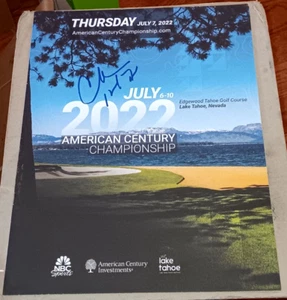 THURSDAY JULY 7, 2022
AmericanCenturyChampionship.com
JULY 6-10
2022
AMERICAN CENTURY
CHAMPIONSHIP
Edgewood Tahoe Golf Course
Lake Tahoe, Nevada
NBC
SPORTS
American Century
Investments®
lake
tahoe